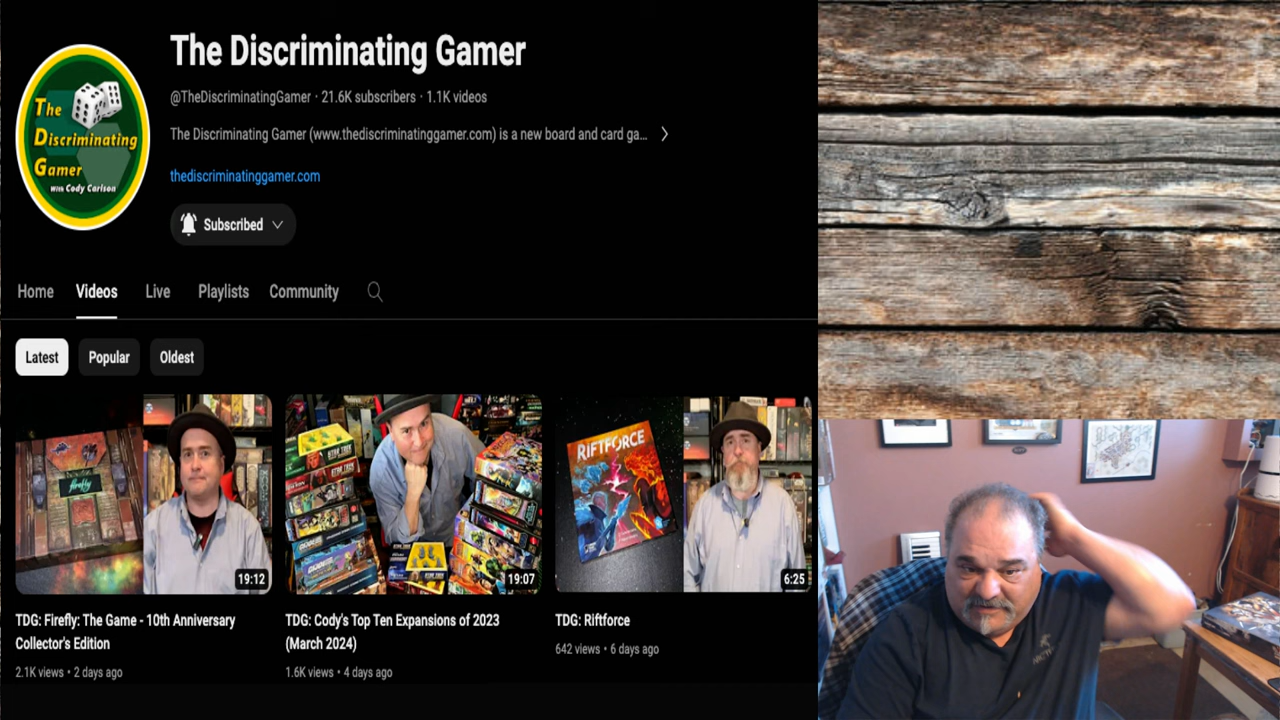 The Discriminating Gamer
@TheDiscriminatingGamer · 21.6K subscribers · 1.1K videos
The Discriminating Gamer (www.thediscriminatinggamer.com) is a new board and card ga...
thediscriminatinggamer.com
Subscribed
The
Discriminating
Gamer
With Cody Carlson
Home Videos Live Playlists Community
Latest Popular Oldest
firefly
19:12
STAR TREK
19:07
RIFTFORCE
6:25
TDG: Firefly: The Game - 10th Anniversary
Collector's Edition
2.1K views • 2 days ago
TDG: Cody's Top Ten Expansions of 2023
(March 2024)
1.6K views • 4 days ago
TDG: Riftforce
642 views • 6 days ago